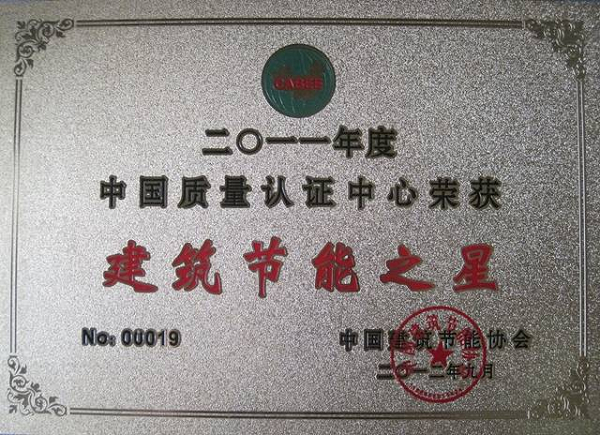 CABEE
二〇一一年度
中国质量认证中心荣获
建筑节能之星
No: 00019
中国建筑节能协会
二〇一二年九月